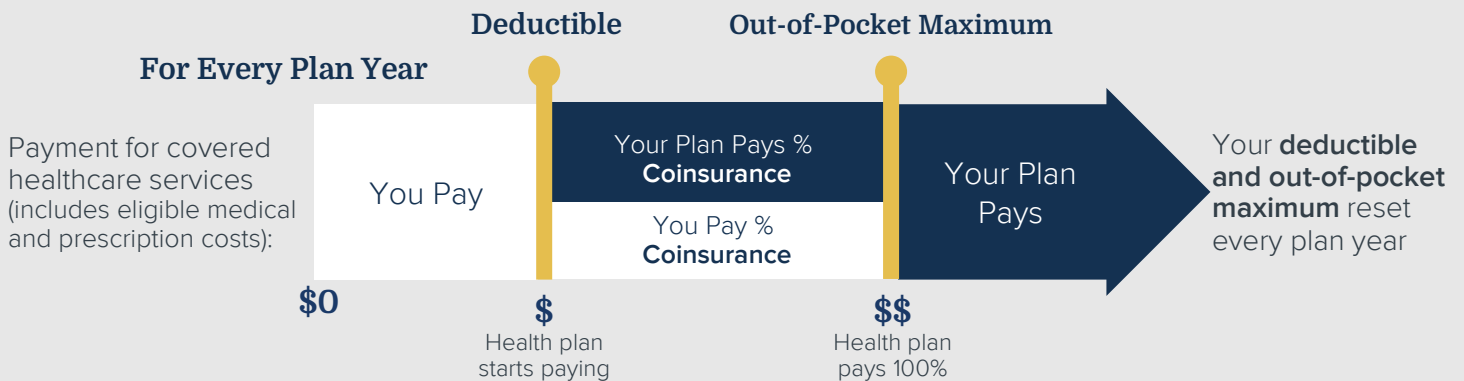 Deductible
Out-of-Pocket Maximum
For Every Plan Year
Payment for covered
healthcare services
(includes eligible medical
and prescription costs):
You Pay
Your Plan Pays %
Coinsurance
You Pay %
Coinsurance
Your Plan
Pays
Your deductible
and out-of-pocket
maximum reset
every plan year
$0
$
Health plan
starts paying
$$
Health plan
pays 100%